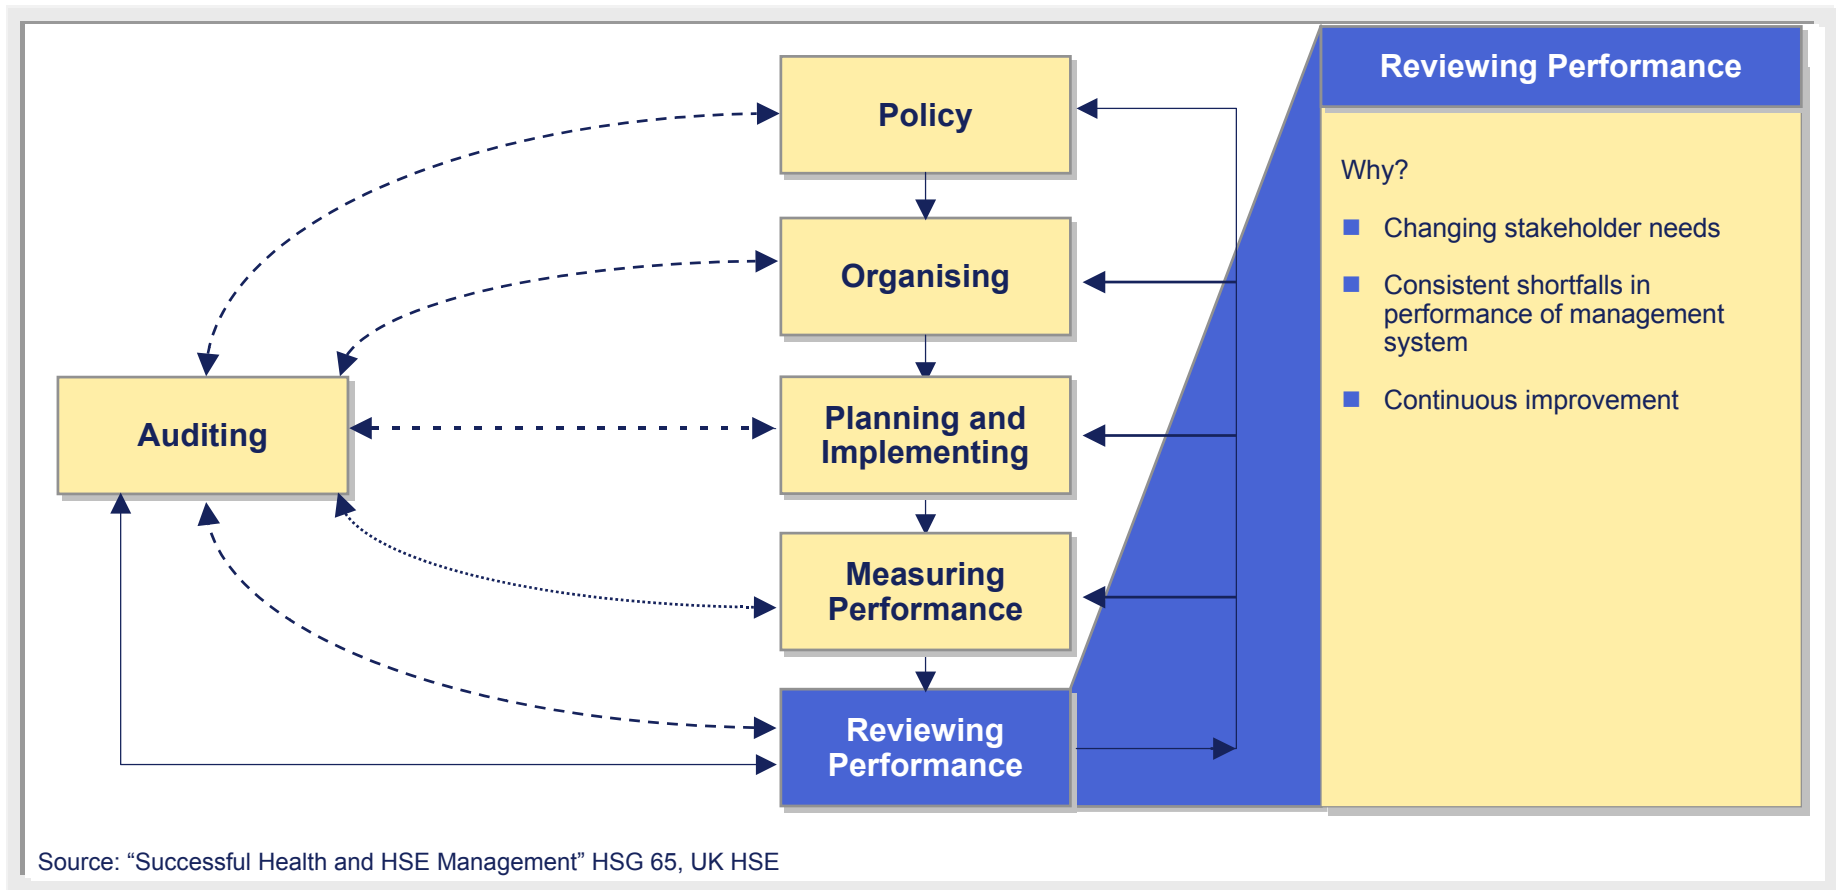 Policy
Organising
Planning and
Implementing
Measuring
Performance
Reviewing
Performance
Auditing
Reviewing Performance
Why?
Changing stakeholder needs
Consistent shortfalls in
performance of management
system
Continuous improvement
Source: “Successful Health and HSE Management” HSG 65, UK HSE